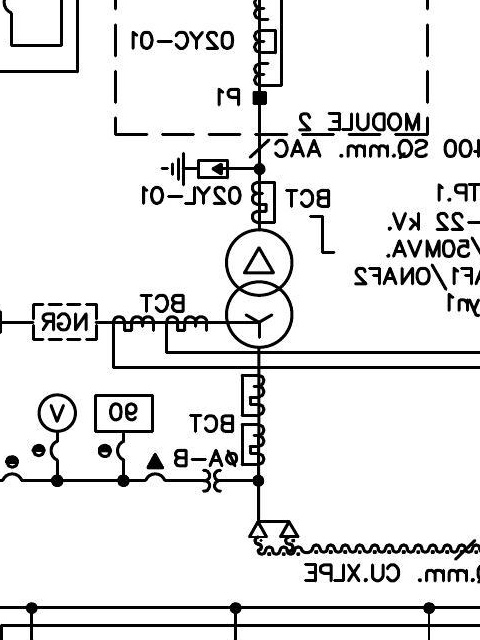 02YC-01
P1
MODULE 2
400 SQ.mm. AAC
02YL-01
BCT
TP.1
-22 kV.
/50MVA.
AF1/ONAF2
yn1
BCT
NGR
BCT
V
90
ØA-B
Q.mm. CU.XLPE